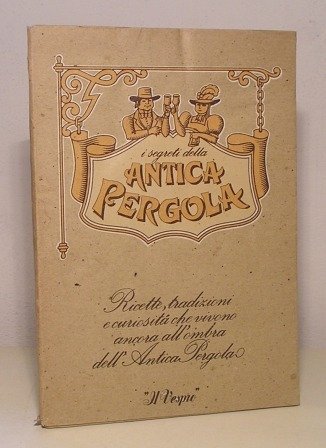 i segreti della
ANTICA
PERGOLA
Ricette, tradizioni
e curiosità che vivono
ancora all'ombra
dell'Antica Pergola
"Il Vespro"